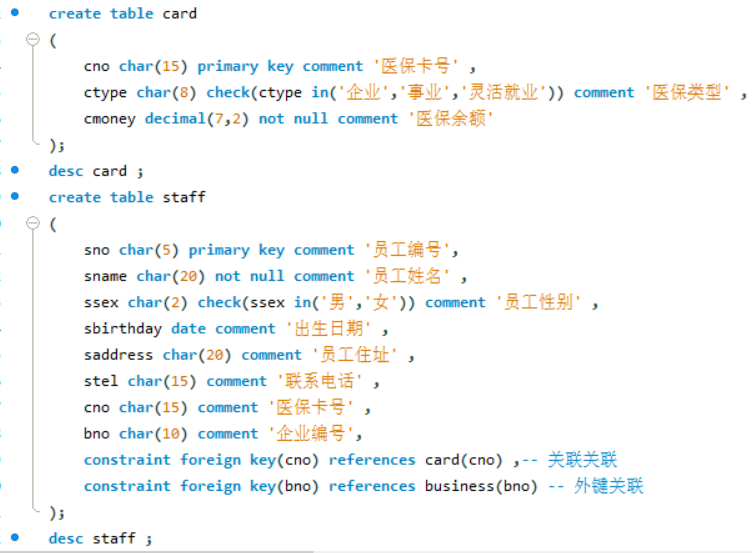 create table card
(
cno char(15) primary key comment '医保卡号' ,
ctype char(8) check(ctype in('企业','事业','灵活就业')) comment '医保类型' ,
cmoney decimal(7,2) not null comment '医保余额'
);
desc card ;
create table staff
(
sno char(5) primary key comment '员工编号',
sname char(20) not null comment '员工姓名' ,
ssex char(2) check(ssex in('男','女')) comment '员工性别' ,
sbirthday date comment '出生日期' ,
saddress char(20) comment '员工住址' ,
stel char(15) comment '联系电话' ,
cno char(15) comment '医保卡号' ,
bno char(10) comment '企业编号',
constraint foreign key(cno) references card(cno) ,-- 关联关联
constraint foreign key(bno) references business(bno) -- 外键关联
);
desc staff ;